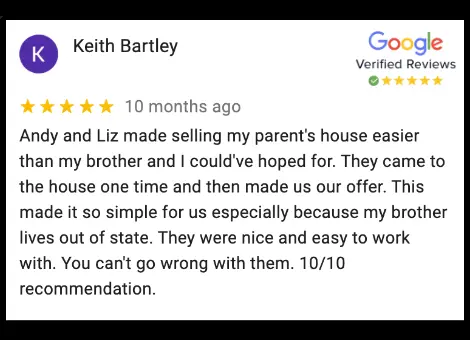 K
Keith Bartley
Google
Verified Reviews
10 months ago
Andy and Liz made selling my parent's house easier
than my brother and I could've hoped for. They came to
the house one time and then made us our offer. This
made it so simple for us especially because my brother
lives out of state. They were nice and easy to work
with. You can't go wrong with them. 10/10
recommendation.